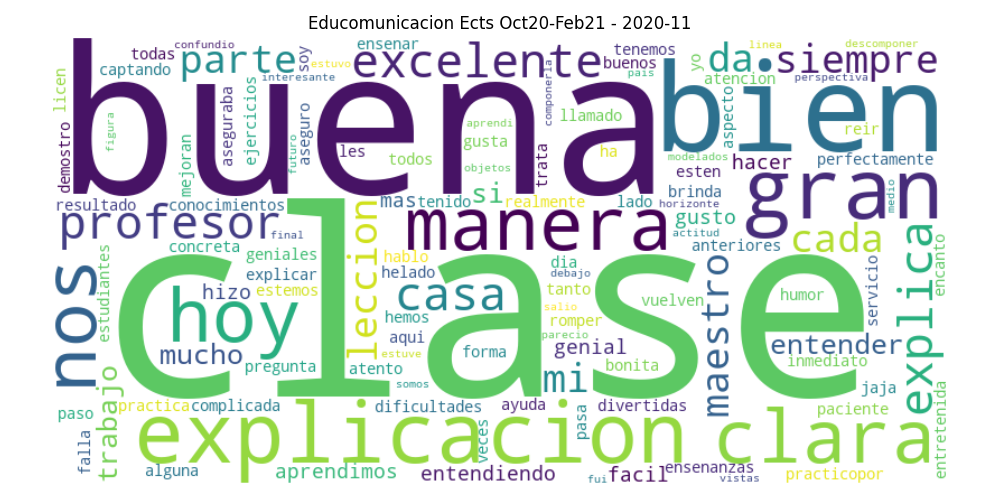 Educomunicacion Ects Oct20-Feb21 - 2020-11
todas confundio soy ensenar tenemos linea descomponer
licen captando parte interesante estuvo excelente buenos pais yo da siempre
buena bien
atencion perspectiva
demostro figura mejoran aseguraba ejercicios futuro aseguro les todos
aprendi gusta objetos si componerla trata llamado ha
modelados aspecto reir
esten hacer perfectamente
resultado conocimientos mas tenido realmente lado brinda horizonte gusto gran medio
profesor final manera actitud anteriores cada
nos estudiantes concreta geniales hablo dia debajo
explicar helado tanto
hizo estemos leccion casa vuelven maestro humor servicio explica encanto
clase
hoy hemos salio romper
mucho aqui parecio
pregunta estuve forma genial entender
atento somos mi bonita inmediato
jaja
paso trabajo practica complicada dificultades ayuda pasa divertidas paciente entretenida
falla explicacion veces clara
alguna aprendimos entendiendo fui facil ensenanzas vistas practicopor